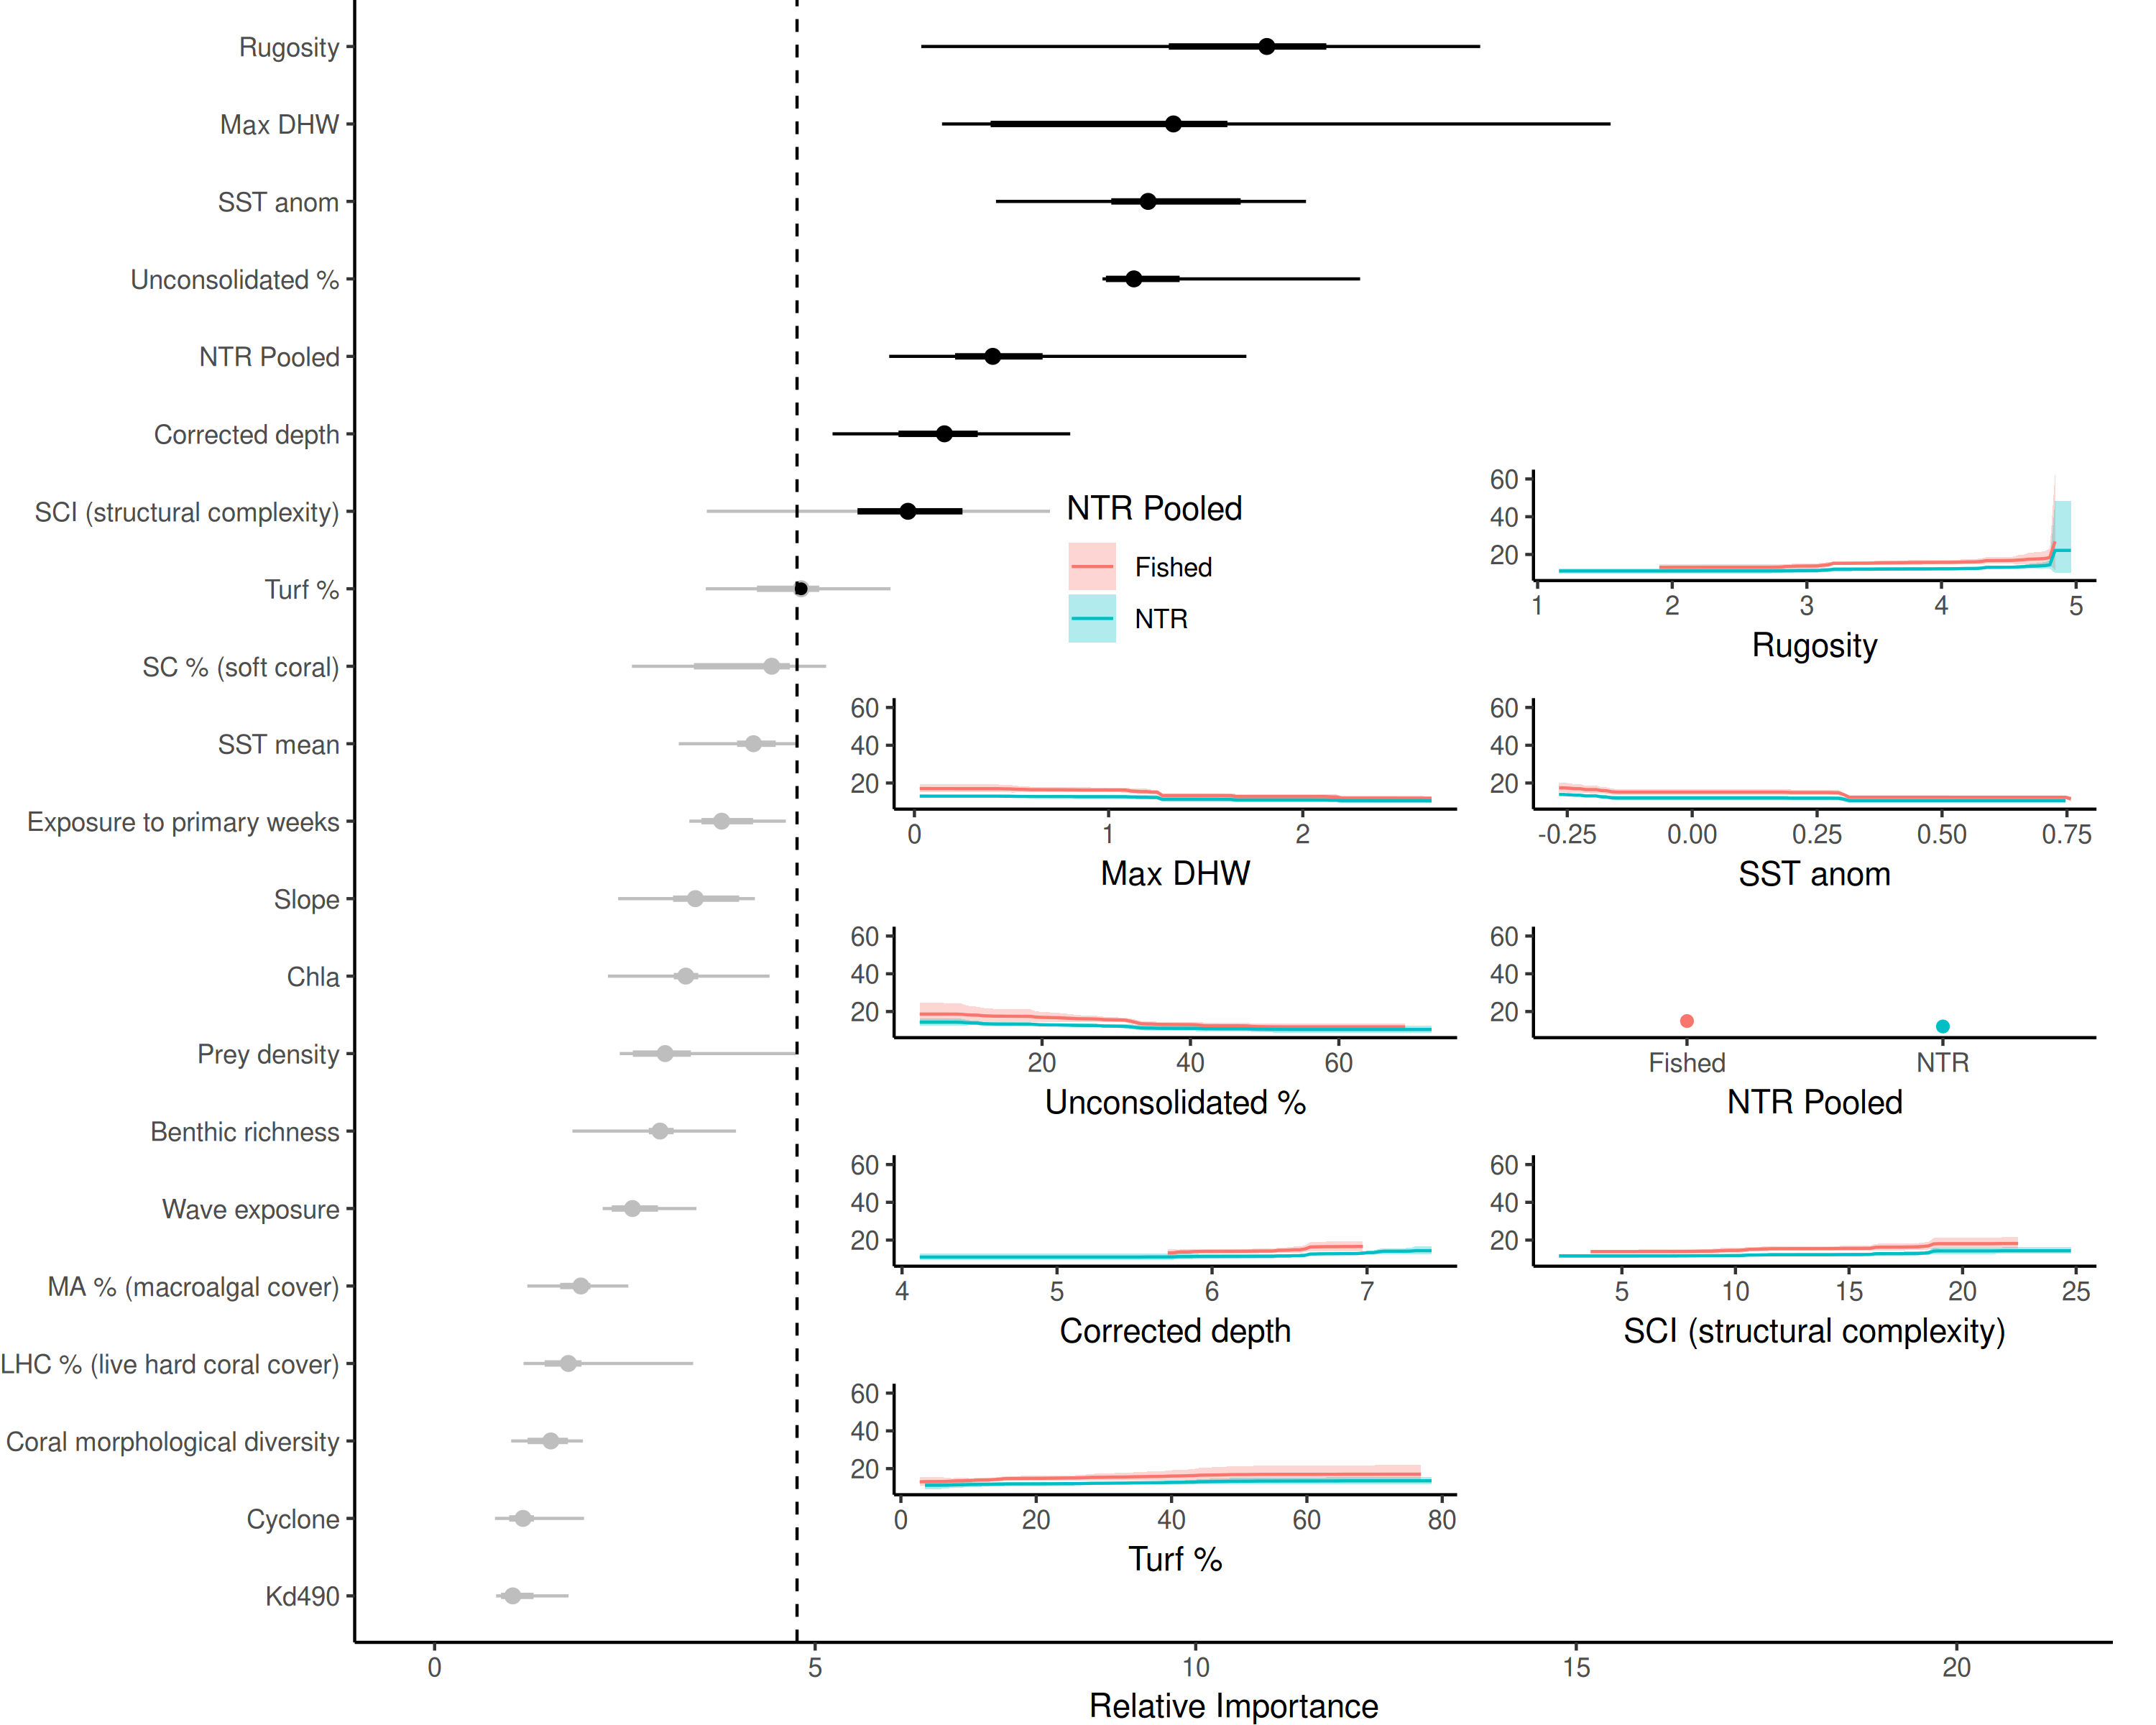 Rugosity
Max DHW
SST anom
Unconsolidated %
NTR Pooled
Corrected depth
SCI (structural complexity)
Turf %
SC % (soft coral)
SST mean
Exposure to primary weeks
Slope
Chla
Prey density
Benthic richness
Wave exposure
MA % (macroalgal cover)
LHC % (live hard coral cover)
Coral morphological diversity
Cyclone
Kd490
0 5 10 15 20
Relative Importance
NTR Pooled
Fished
NTR
60
40
20
1 2 3 4 5
Rugosity
60
40
20
0 1 2
Max DHW
60
40
20
-0.25 0.00 0.25 0.50 0.75
SST anom
60
40
20
20 40 60
Unconsolidated %
60
40
20
Fished NTR
NTR Pooled
60
40
20
4 5 6 7
Corrected depth
60
40
20
5 10 15 20 25
SCI (structural complexity)
60
40
20
0 20 40 60 80
Turf %